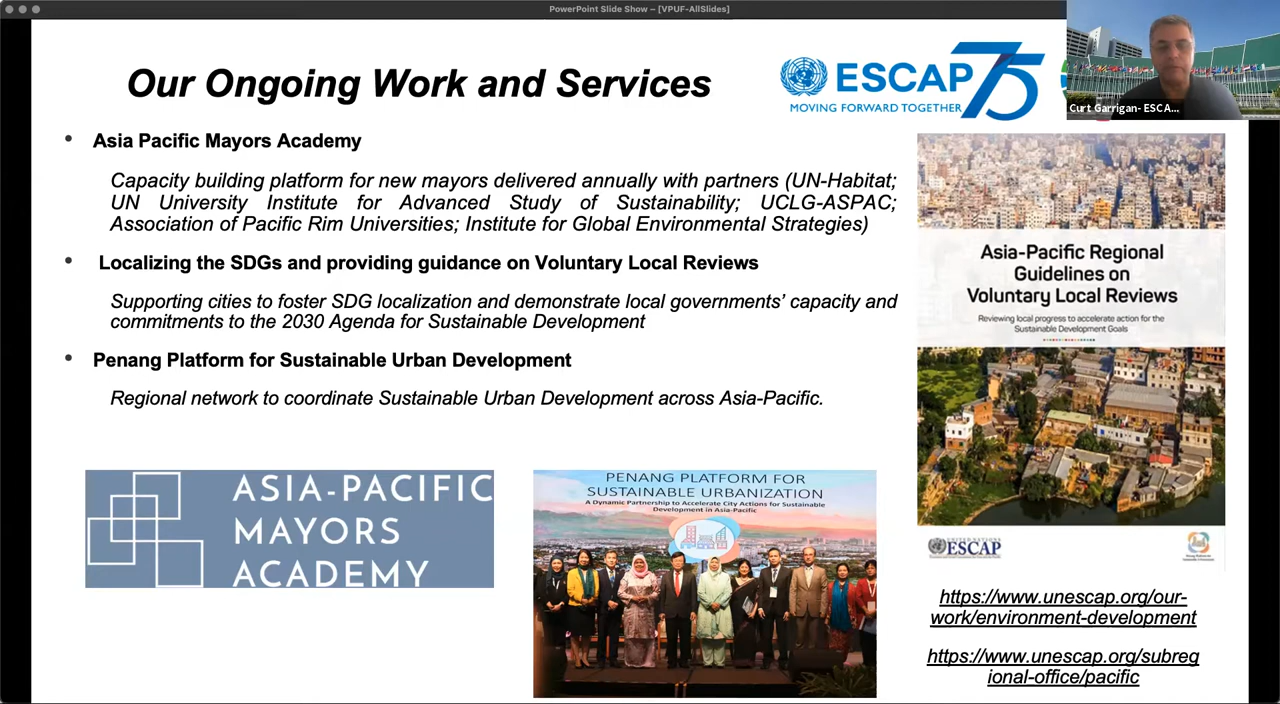 PowerPoint Slide Show – [VPUF-AllSlides]
Our Ongoing Work and Services
ESCAP 75
MOVING FORWARD TOGETHER
Curt Garrigan- ESCA...
• Asia Pacific Mayors Academy
Capacity building platform for new mayors delivered annually with partners (UN-Habitat;
UN University Institute for Advanced Study of Sustainability; UCLG-ASPAC;
Association of Pacific Rim Universities; Institute for Global Environmental Strategies)
• Localizing the SDGs and providing guidance on Voluntary Local Reviews
Supporting cities to foster SDG localization and demonstrate local governments' capacity and
commitments to the 2030 Agenda for Sustainable Development
• Penang Platform for Sustainable Urban Development
Regional network to coordinate Sustainable Urban Development across Asia-Pacific.
ASIA-PACIFIC
MAYORS
ACADEMY
PENANG PLATFORM FOR
SUSTAINABLE URBANIZATION
A Dynamic Partnership to Accelerate City Actions for Sustainable
Development in Asia-Pacific
Asia-Pacific Regional
Guidelines on
Voluntary Local Reviews
Reviewing local progress to accelerate action for the
Sustainable Development Goals
UNITED NATIONS
ESCAP
https://www.unescap.org/our-
work/environment-development
https://www.unescap.org/subreg
ional-office/pacific